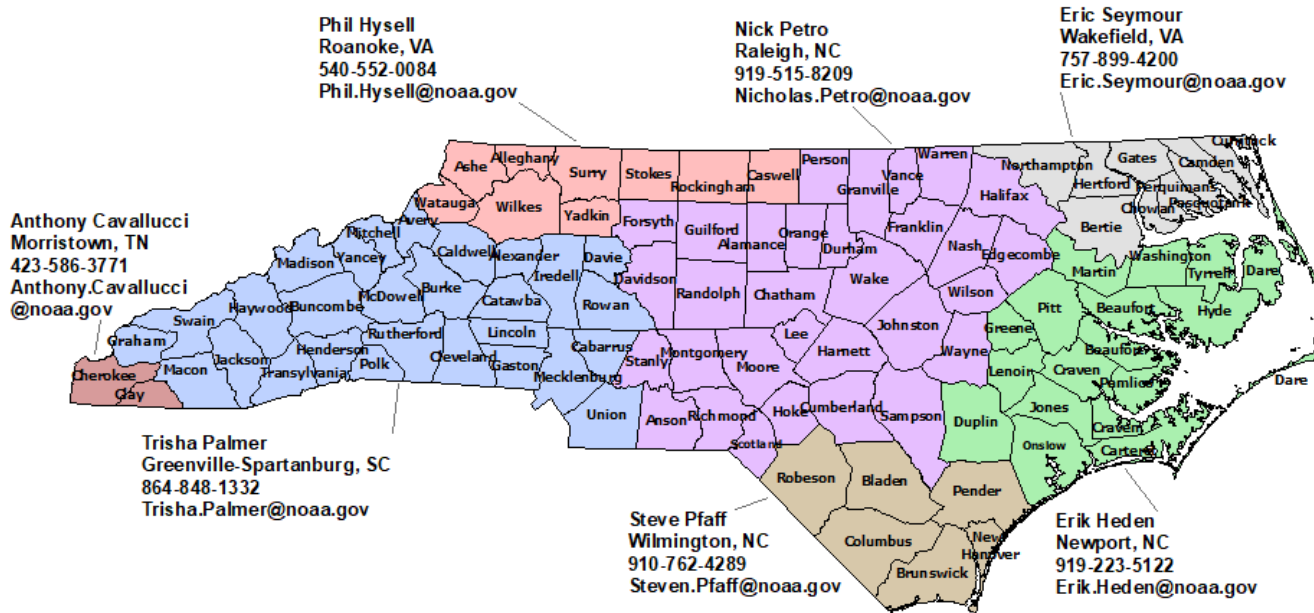 Phil Hysell
Roanoke, VA
540-552-0084
Phil.Hysell@noaa.gov
Nick Petro
Raleigh, NC
919-515-8209
Nicholas.Petro@noaa.gov
Eric Seymour
Wakefield, VA
757-899-4200
Eric.Seymour@noaa.gov
Anthony Cavallucci
Morristown, TN
423-586-3771
Anthony.Cavallucci
@noaa.gov
Trisha Palmer
Greenville-Spartanburg, SC
864-848-1332
Trisha.Palmer@noaa.gov
Steve Pfaff
Wilmington, NC
910-762-4289
Steven.Pfaff@noaa.gov
Erik Heden
Newport, NC
919-223-5122
Erik.Heden@noaa.gov
Ashe
Alleghany
Surry
Stokes
Rockingham
Caswell
Person
Granville
Vance
Warren
Northampton
Gates
Camden
Currituck
Hertford
Perquimans
Pasquotank
Chowan
Halifax
Bertie
Watauga
Wilkes
Yadkin
Forsyth
Guilford
Alamance
Orange
Durham
Franklin
Nash
Edgecombe
Martin
Washington
Tyrrell
Dare
Avery
Mitchell
Yancey
Madison
Caldwell
Alexander
Iredell
Davie
Davidson
Randolph
Chatham
Wake
Wilson
Pitt
Beaufort
Hyde
Buncombe
McDowell
Burke
Catawba
Rowan
Haywood
Swain
Graham
Rutherford
Lincoln
Cabarrus
Lee
Johnston
Greene
Wayne
Beaufort
Cherokee
Clay
Macon
Jackson
Transylvania
Henderson
Polk
Cleveland
Gaston
Mecklenburg
Stanly
Montgomery
Moore
Harnett
Lenoir
Craven
Pamlico
Dare
Union
Anson
Richmond
Hoke
Cumberland
Sampson
Duplin
Jones
Craven
Scotland
Onslow
Carteret
Robeson
Bladen
Pender
Columbus
New
Hanover
Brunswick